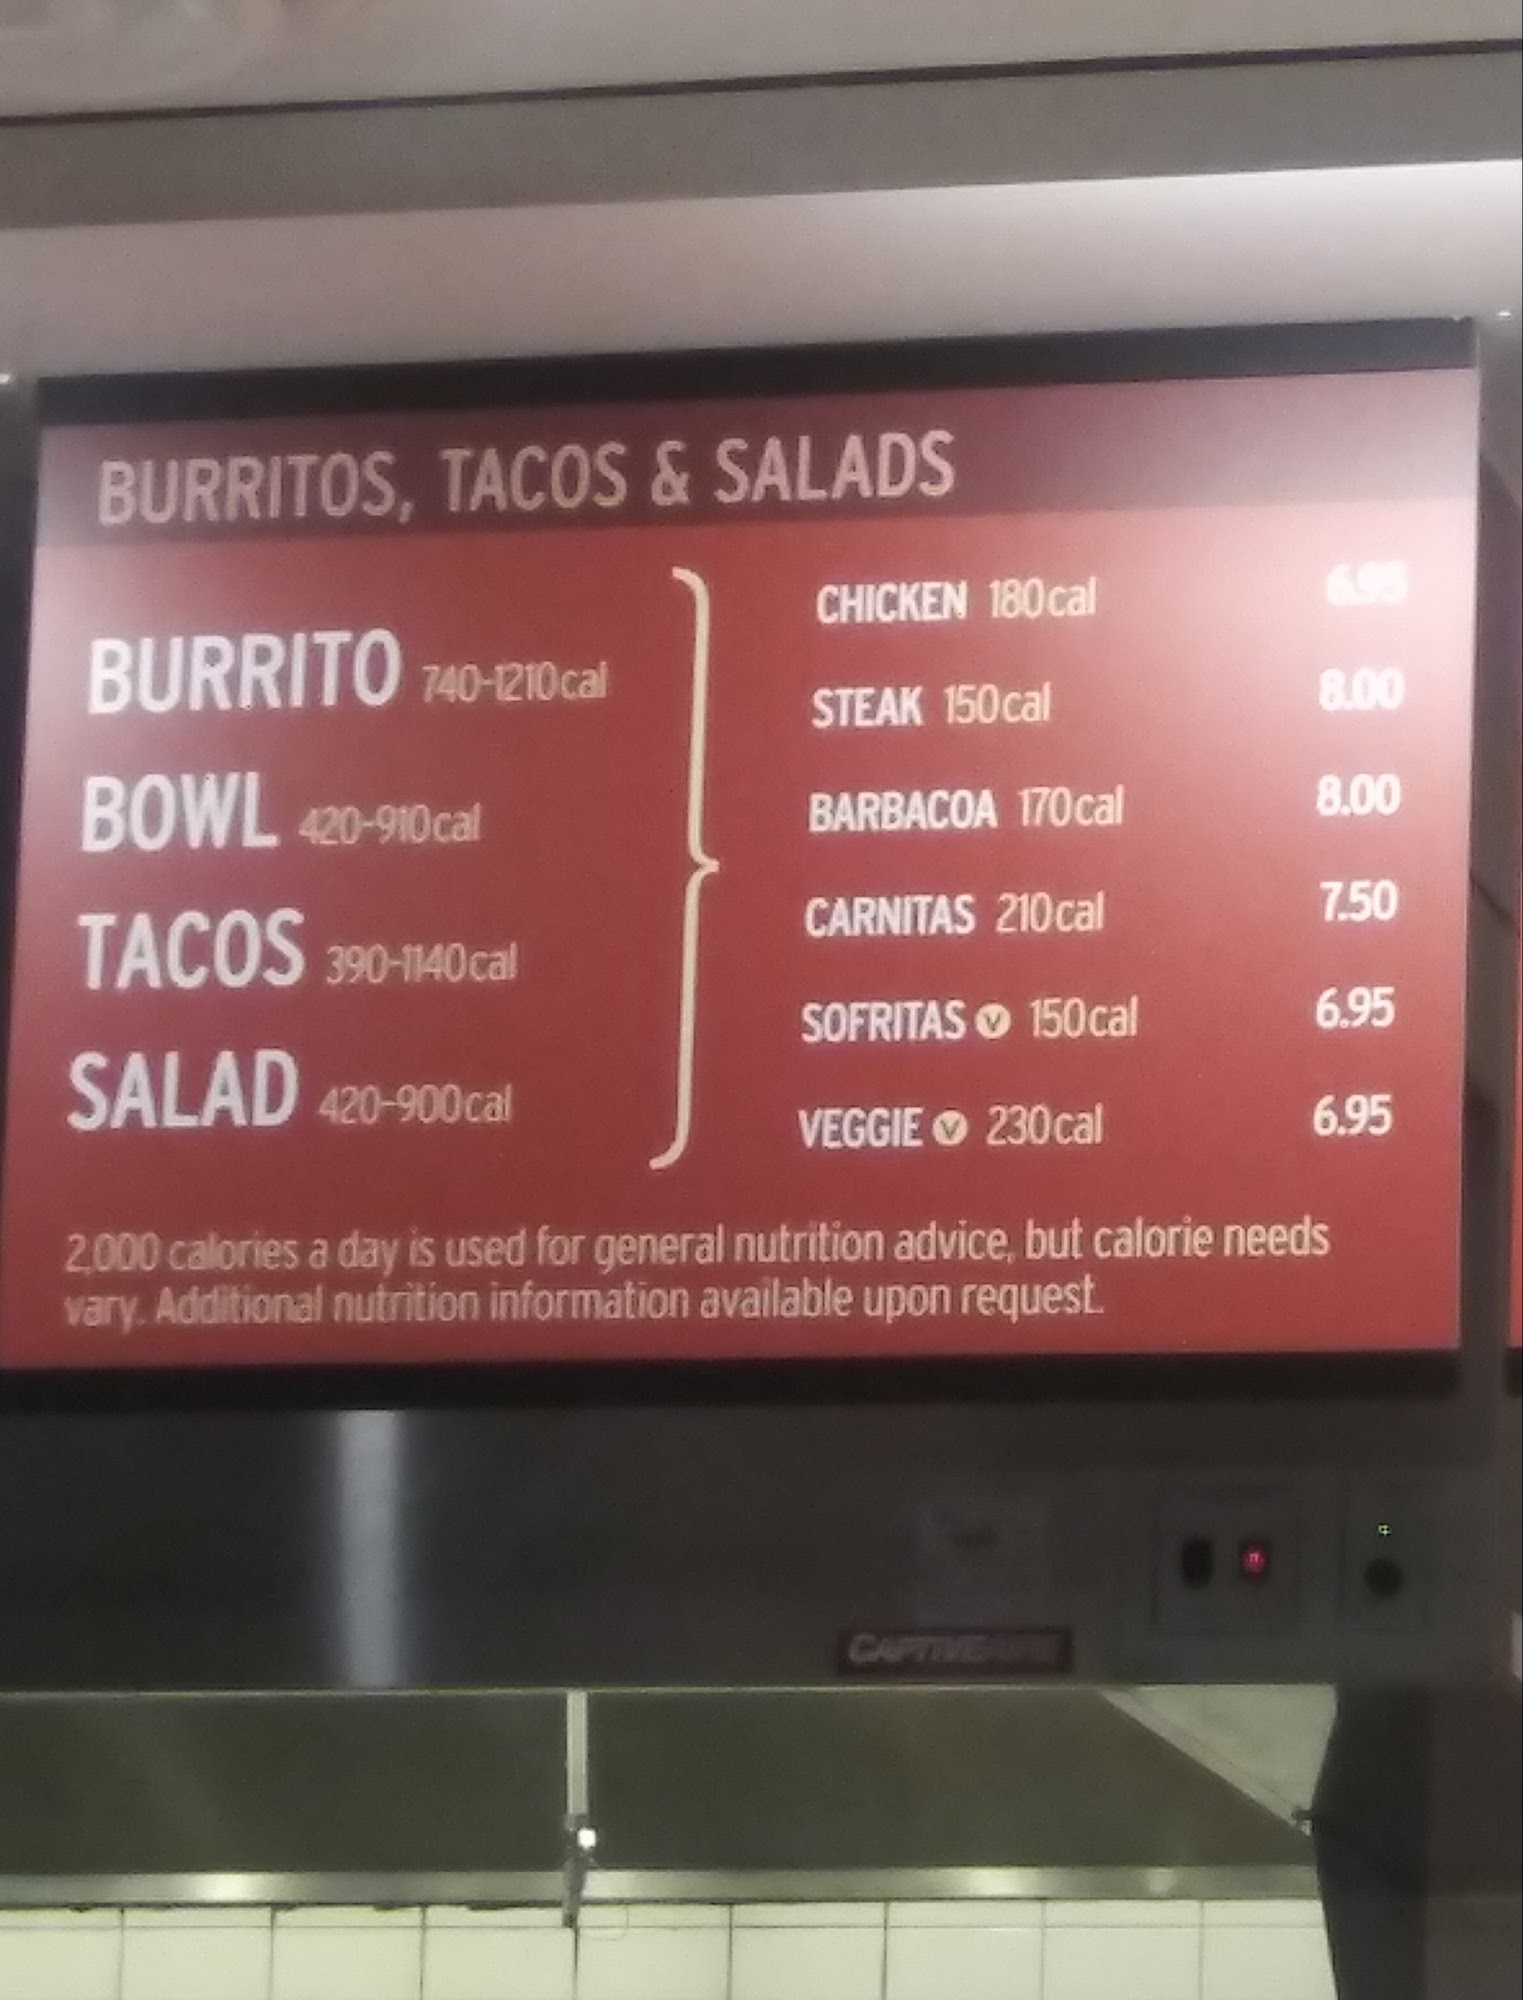 BURRITOS, TACOS & SALADS
BURRITO 740-1210cal
BOWL 420-910cal
TACOS 390-1140cal
SALAD 420-900cal
CHICKEN 180cal 6.95
STEAK 150cal 8.00
BARBACOA 170cal 8.00
CARNITAS 210cal 7.50
SOFRITAS V 150cal 6.95
VEGGIE V 230cal 6.95
2,000 calories a day is used for general nutrition advice, but calorie needs
vary. Additional nutrition information available upon request.
CAPTIVEAIRE